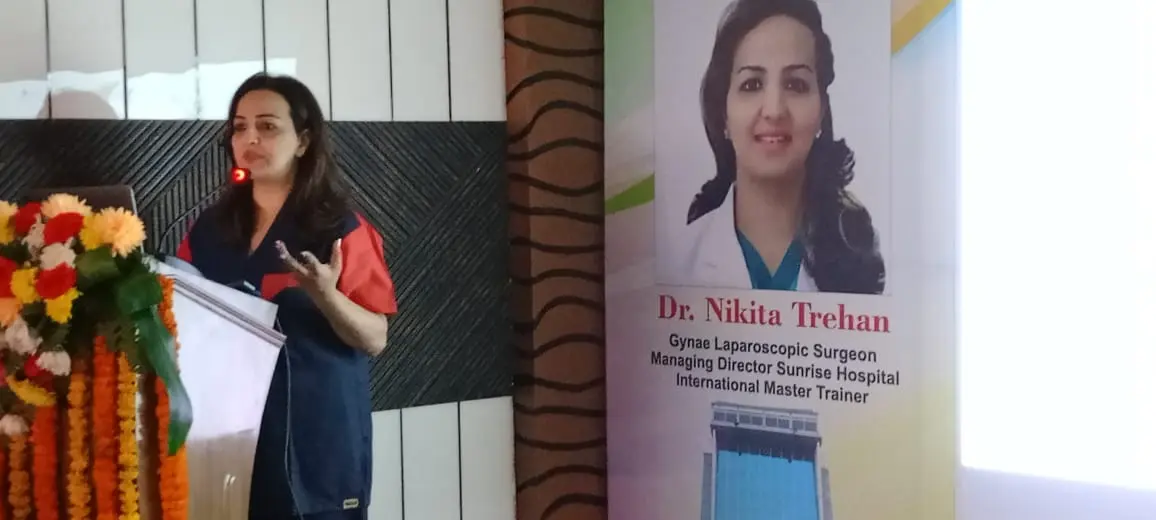 Dr. Nikita Trehan
Gynae Laparoscopic Surgeon
Managing Director Sunrise Hospital
International Master Trainer